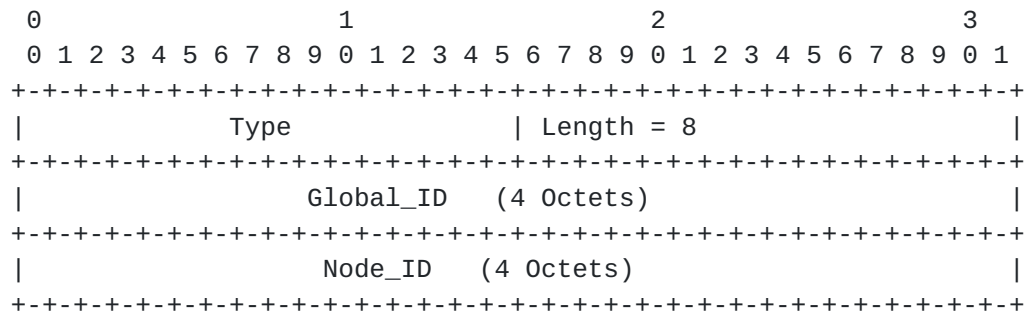 0                   1                   2                   3
 0 1 2 3 4 5 6 7 8 9 0 1 2 3 4 5 6 7 8 9 0 1 2 3 4 5 6 7 8 9 0 1
+-+-+-+-+-+-+-+-+-+-+-+-+-+-+-+-+-+-+-+-+-+-+-+-+-+-+-+-+-+-+-+-+
|             Type              | Length = 8                    |
+-+-+-+-+-+-+-+-+-+-+-+-+-+-+-+-+-+-+-+-+-+-+-+-+-+-+-+-+-+-+-+-+
|                  Global_ID   (4 Octets)                       |
+-+-+-+-+-+-+-+-+-+-+-+-+-+-+-+-+-+-+-+-+-+-+-+-+-+-+-+-+-+-+-+-+
|                   Node_ID   (4 Octets)                        |
+-+-+-+-+-+-+-+-+-+-+-+-+-+-+-+-+-+-+-+-+-+-+-+-+-+-+-+-+-+-+-+-+